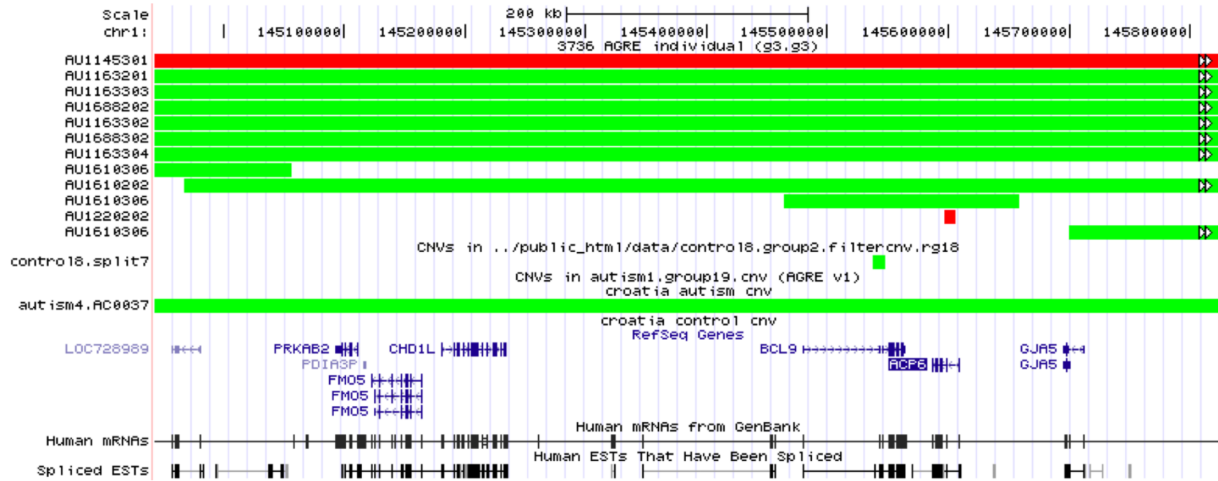 Scale 200 kb
chr1: 145100000 145200000 145300000 145400000 145500000 145600000 145700000 145800000
3736 AGRE individual (g3.g3)
AU1145301
AU1163201
AU1163303
AU1688202
AU1163302
AU1688302
AU1163304
AU1610306
AU1610202
AU1610306
AU1220202
AU1610306
CNVs in ../public_html/data/control8.group2.filtercnv.rg18
control8.split7
CNVs in autism1.group19.cnv (AGRE v1)
croatia autism cnv
autism4.AC0037
croatia control cnv
RefSeq Genes
LOC728989 PRKAB2 CHD1L BCL9 GJA5
PDIA3P ACP6 GJA5
FMO5
FMO5
FMO5
Human mRNAs from GenBank
Human mRNAs
Human ESTs That Have Been Spliced
Spliced ESTs